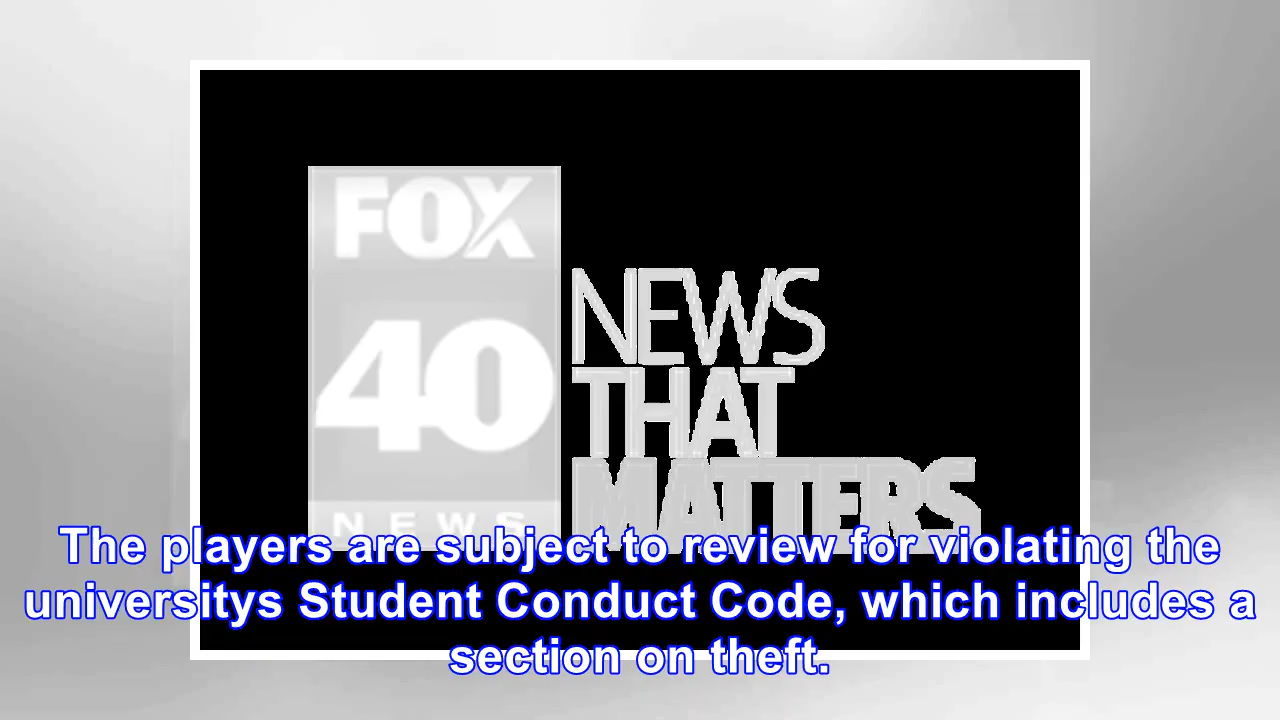 FOX
40
NEWS
NEWS
THAT
MATTERS
The players are subject to review for violating the
universitys Student Conduct Code, which includes a
section on theft.